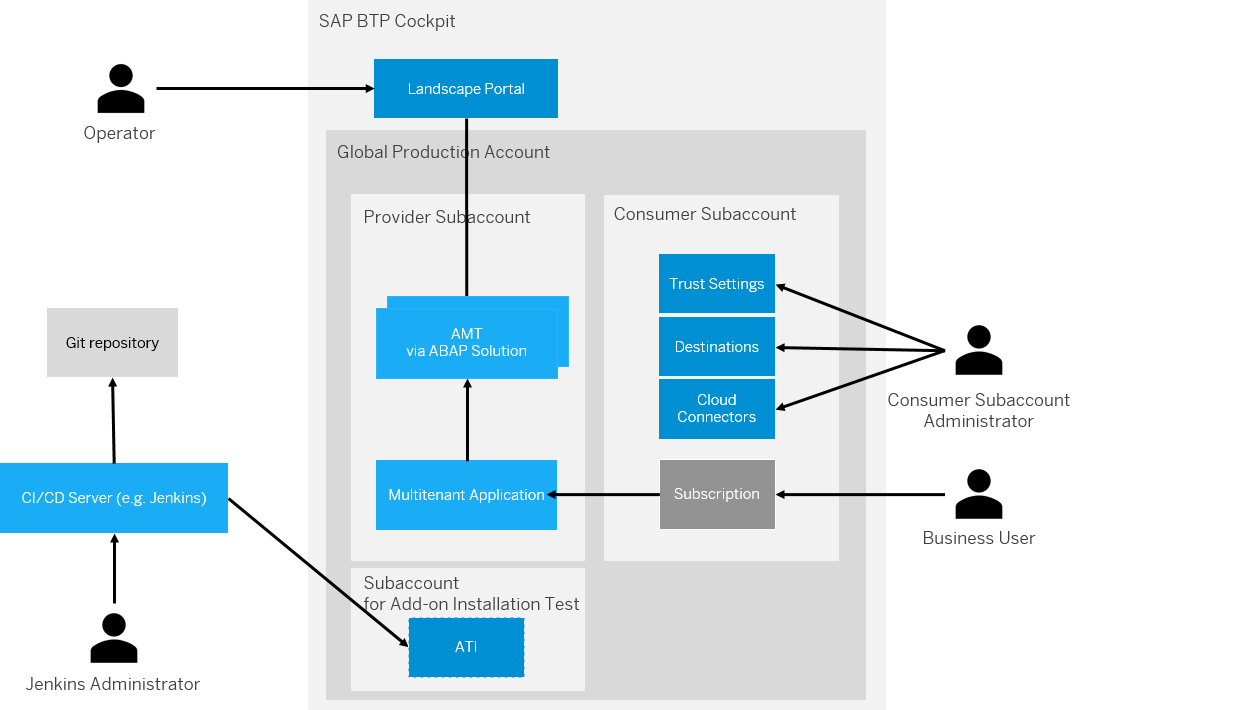 SAP BTP Cockpit
Landscape Portal
Operator
Global Production Account
Provider Subaccount
Consumer Subaccount
Trust Settings
AMT
via ABAP Solution
Destinations
Git repository
Cloud
Connectors
Consumer Subaccount
Administrator
CI/CD Server (e.g. Jenkins)
Multitenant Application
Subscription
Business User
Subaccount
for Add-on Installation Test
ATI
Jenkins Administrator